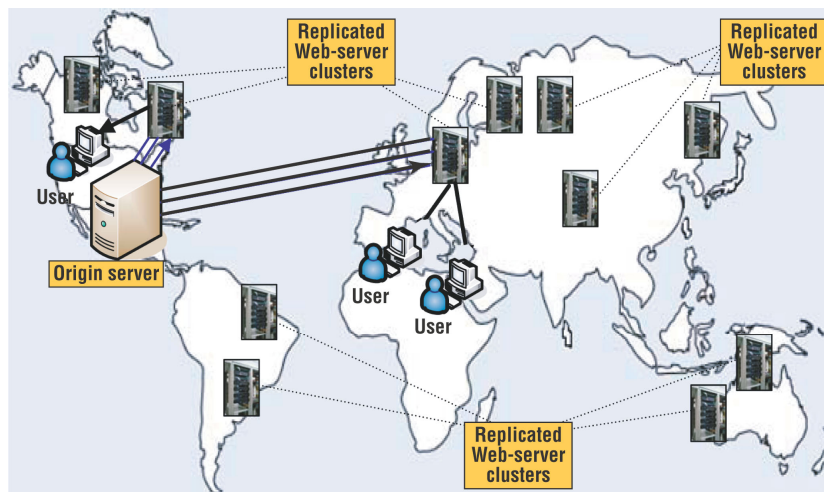 Replicated
Web-server
clusters
Replicated
Web-server
clusters
User
Origin server
User
User
Replicated
Web-server
clusters